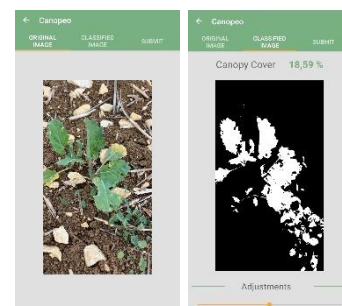 ← Canopeo
ORIGINAL IMAGE
CLASSIFIED IMAGE
SUBMIT
← Canopeo
ORIGINAL IMAGE
CLASSIFIED IMAGE
SUBMIT
Canopy Cover 18,59 %
Adjustments